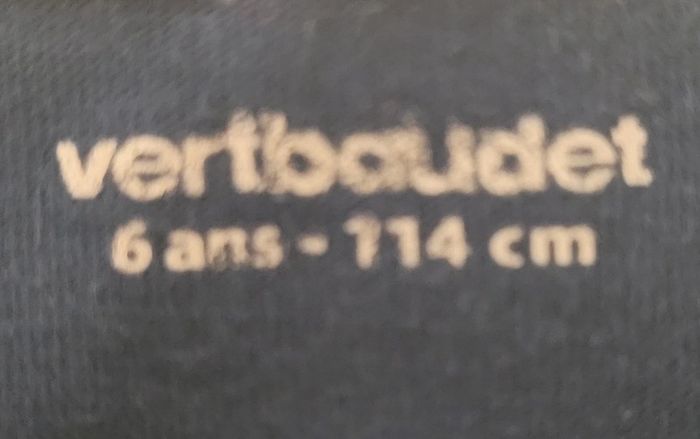 vertbaudet
6 ans - 114 cm